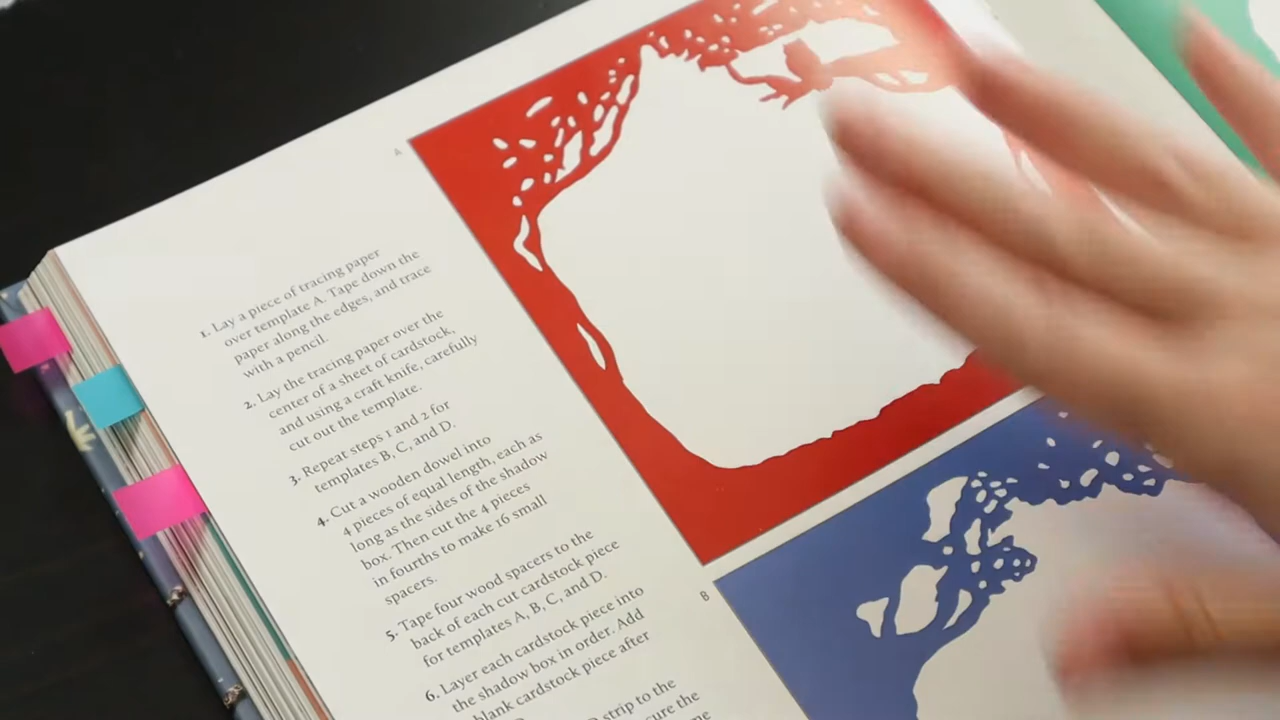 A
1. Lay a piece of tracing paper
over template A. Tape down the
paper along the edges, and trace
with a pencil.
2. Lay the tracing paper over the
center of a sheet of cardstock,
and using a craft knife, carefully
cut out the template.
3. Repeat steps 1 and 2 for
templates B, C, and D.
4. Cut a wooden dowel into
4 pieces of equal length, each as
long as the sides of the shadow
box. Then cut the 4 pieces
in fourths to make 16 small
spacers.
5. Tape four wood spacers to the
back of each cut cardstock piece
for templates A, B, C, and D.
6. Layer each cardstock piece into
the shadow box in order. Add
blank cardstock piece after
strip to the
cure the
B